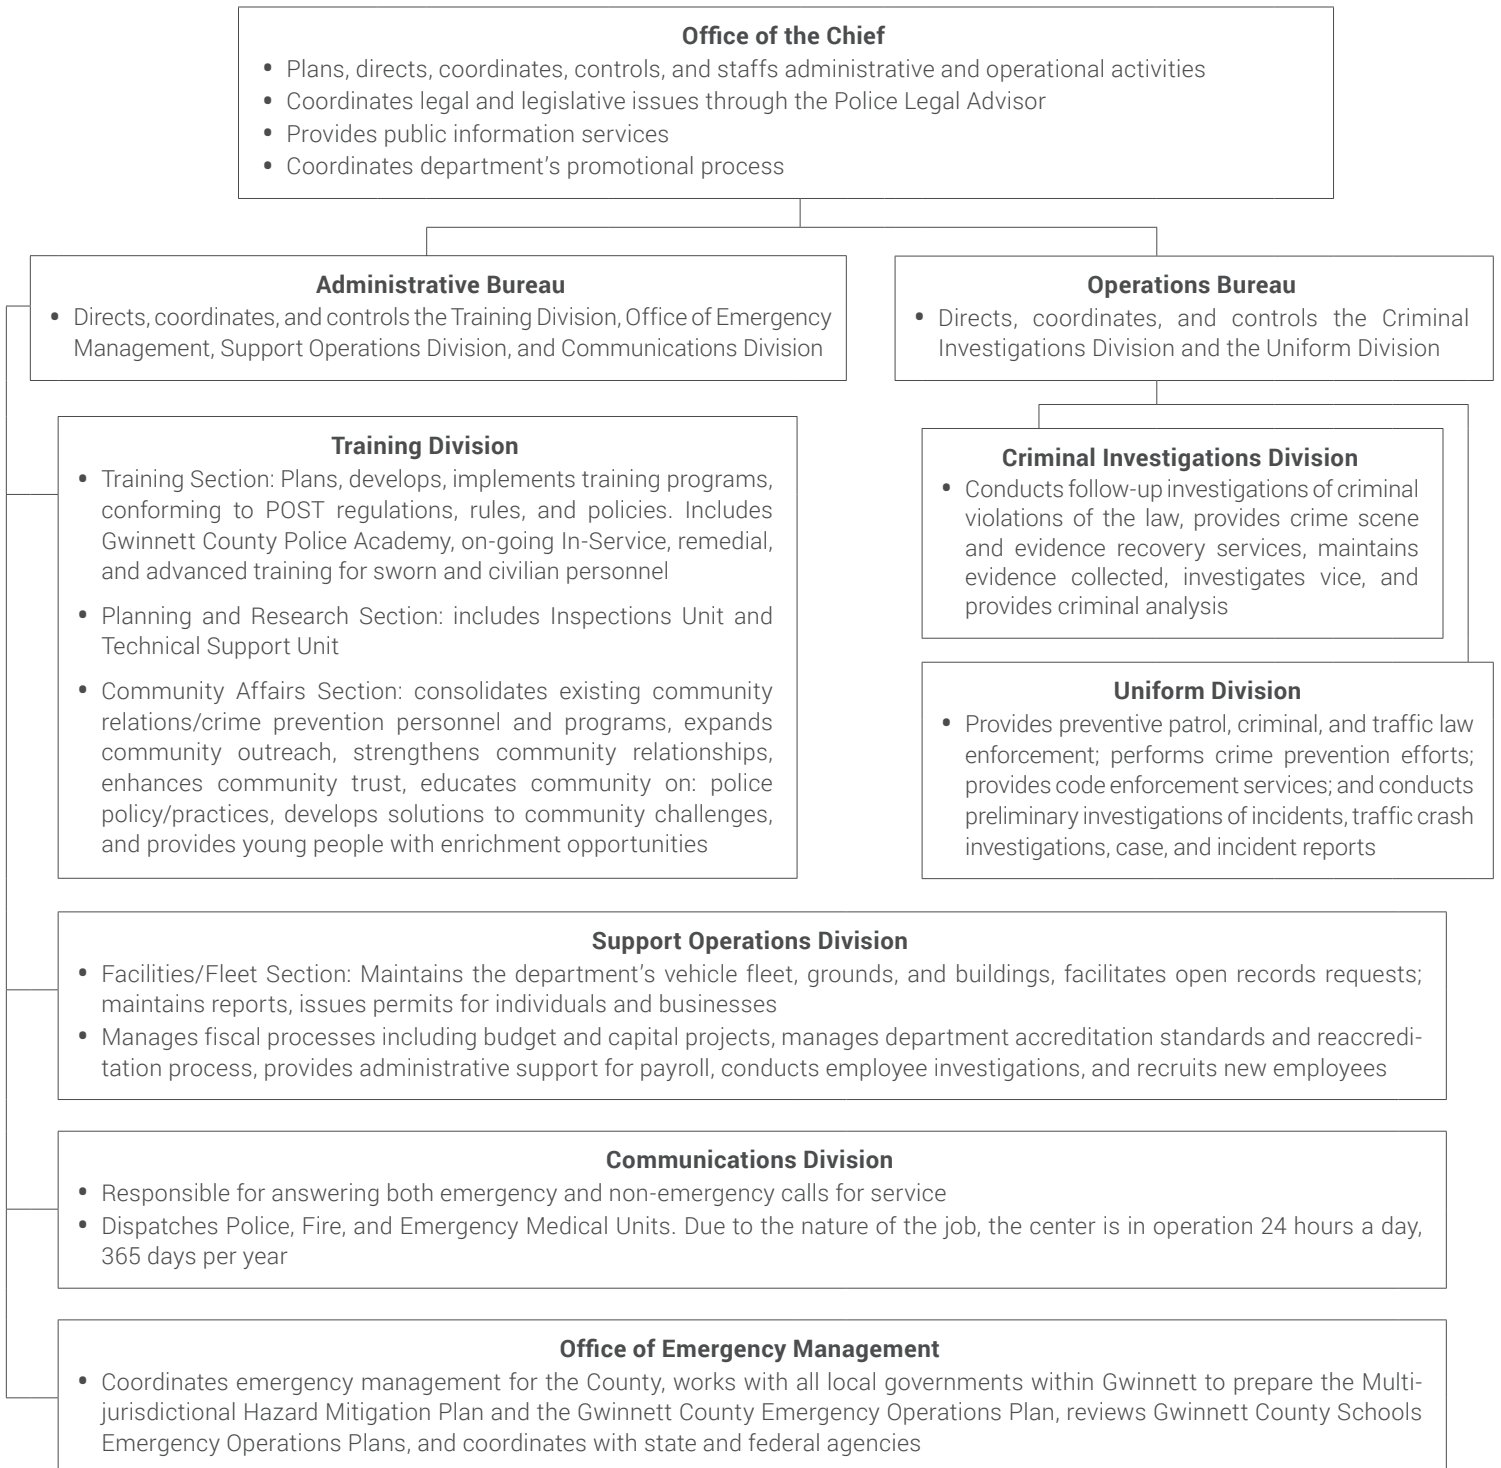 Office of the Chief
• Plans, directs, coordinates, controls, and staffs administrative and operational activities
• Coordinates legal and legislative issues through the Police Legal Advisor
• Provides public information services
• Coordinates department's promotional process
Administrative Bureau
• Directs, coordinates, and controls the Training Division, Office of Emergency
Management, Support Operations Division, and Communications Division
Operations Bureau
• Directs, coordinates, and controls the Criminal
Investigations Division and the Uniform Division
Training Division
• Training Section: Plans, develops, implements training programs,
conforming to POST regulations, rules, and policies. Includes
Gwinnett County Police Academy, on-going In-Service, remedial,
and advanced training for sworn and civilian personnel
• Planning and Research Section: includes Inspections Unit and
Technical Support Unit
• Community Affairs Section: consolidates existing community
relations/crime prevention personnel and programs, expands
community outreach, strengthens community relationships,
enhances community trust, educates community on: police
policy/practices, develops solutions to community challenges,
and provides young people with enrichment opportunities
Criminal Investigations Division
• Conducts follow-up investigations of criminal
violations of the law, provides crime scene
and evidence recovery services, maintains
evidence collected, investigates vice, and
provides criminal analysis
Uniform Division
• Provides preventive patrol, criminal, and traffic law
enforcement; performs crime prevention efforts;
provides code enforcement services; and conducts
preliminary investigations of incidents, traffic crash
investigations, case, and incident reports
Support Operations Division
• Facilities/Fleet Section: Maintains the department's vehicle fleet, grounds, and buildings, facilitates open records requests;
maintains reports, issues permits for individuals and businesses
• Manages fiscal processes including budget and capital projects, manages department accreditation standards and reaccredi-
tation process, provides administrative support for payroll, conducts employee investigations, and recruits new employees
Communications Division
• Responsible for answering both emergency and non-emergency calls for service
• Dispatches Police, Fire, and Emergency Medical Units. Due to the nature of the job, the center is in operation 24 hours a day,
365 days per year
Office of Emergency Management
• Coordinates emergency management for the County, works with all local governments within Gwinnett to prepare the Multi-
jurisdictional Hazard Mitigation Plan and the Gwinnett County Emergency Operations Plan, reviews Gwinnett County Schools
Emergency Operations Plans, and coordinates with state and federal agencies